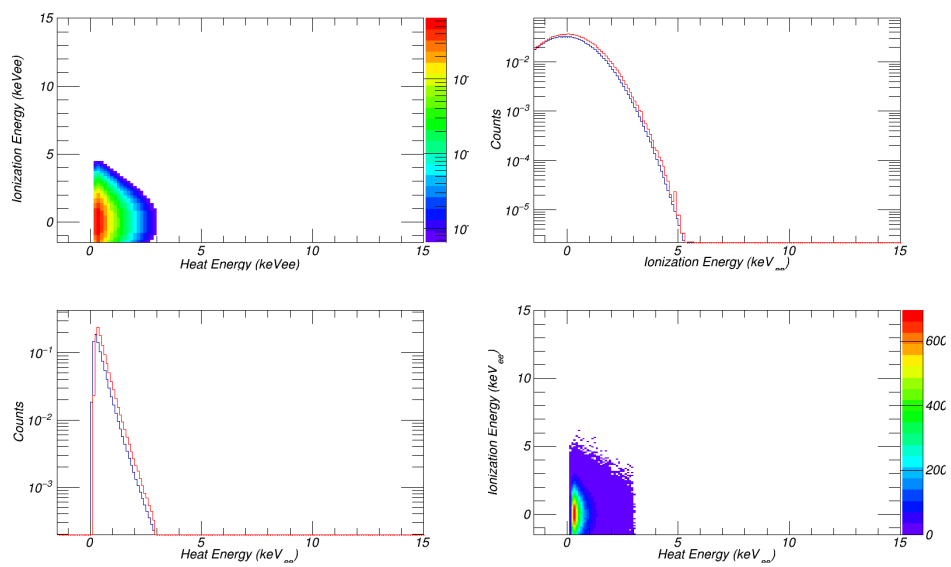 15
10
5
0
Ionization Energy (keVee)
0 5 10 15
Heat Energy (keVee)
10-
10-
10-
10-2
10-3
10-4
10-5
Counts
0 5 10 15
Ionization Energy (keVee)
10-1
10-2
10-3
Counts
0 5 10 15
Heat Energy (keVee)
15
10
5
0
Ionization Energy (keVee)
0 5 10 15
Heat Energy (keVee)
600
400
200
0